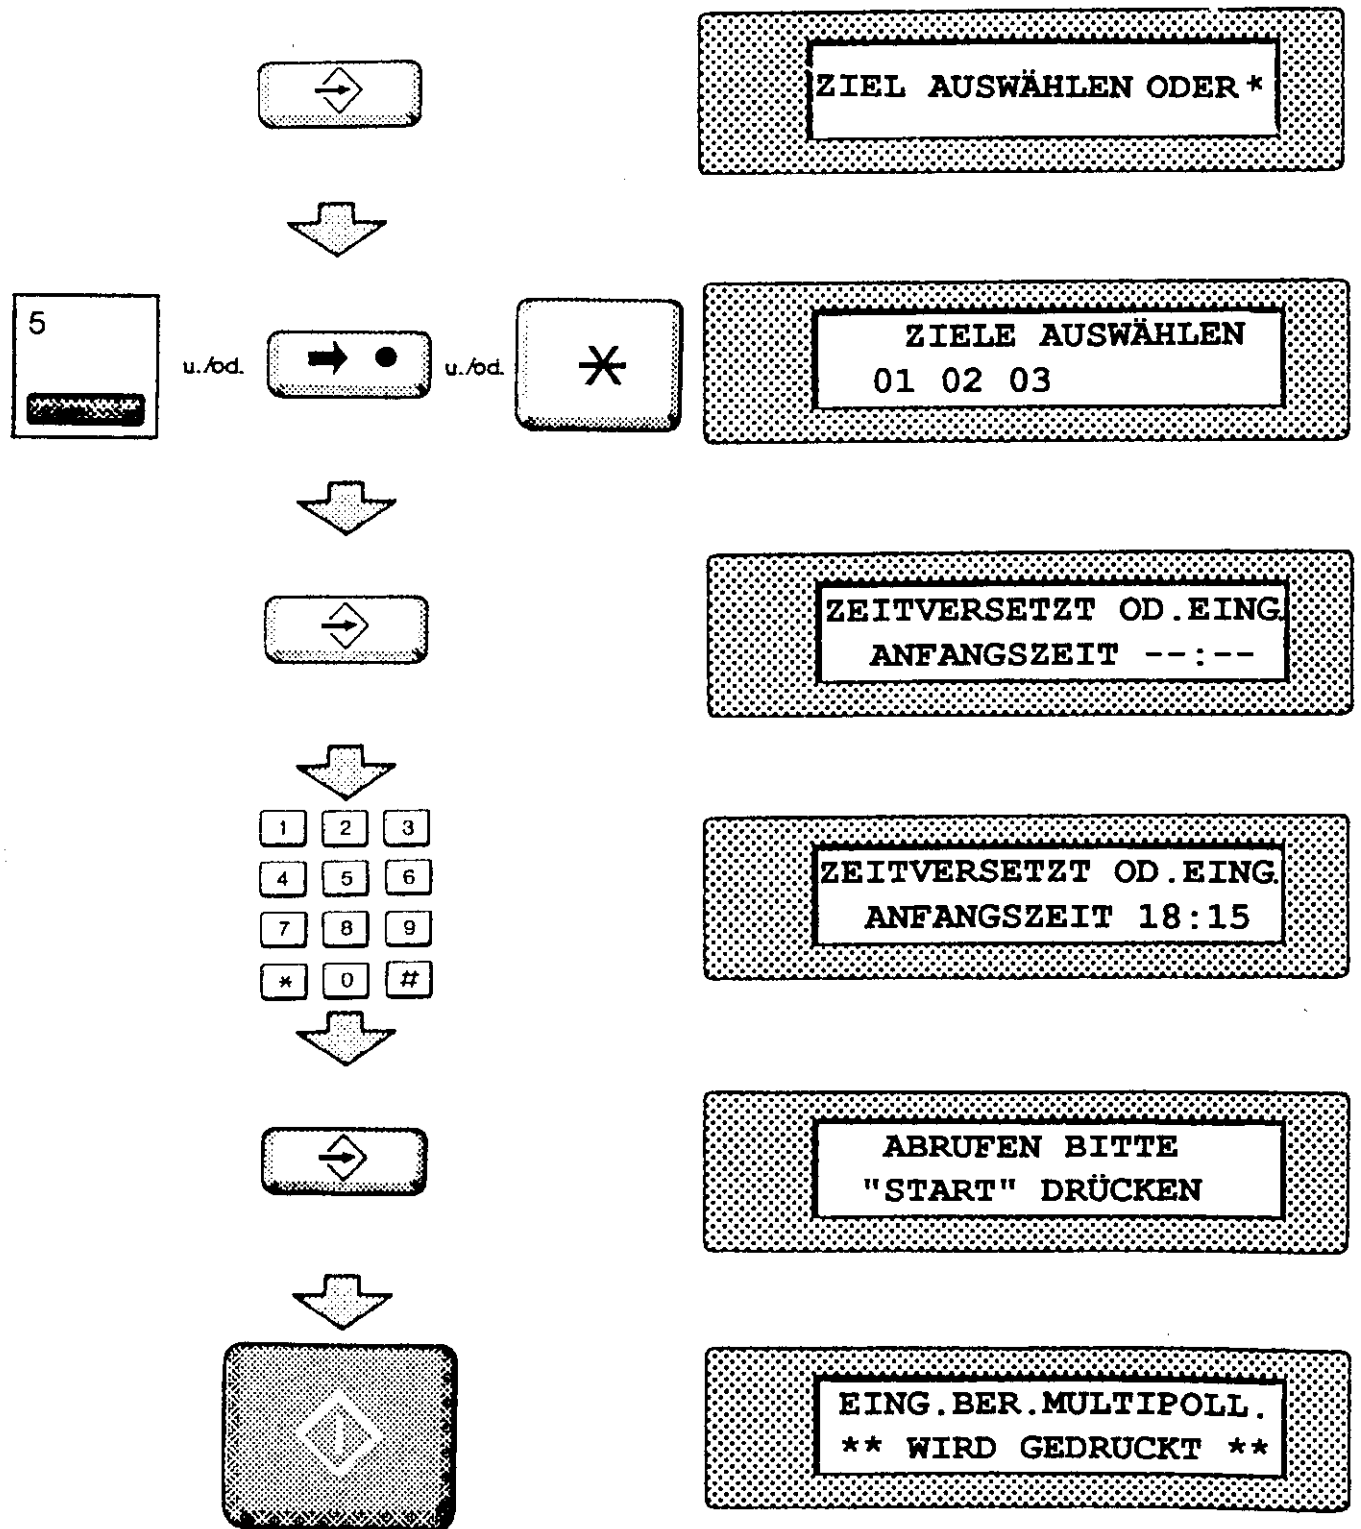 ZIEL AUSWÄHLEN ODER *
5
u./od.
u./od.
*
ZIELE AUSWÄHLEN
01 02 03
ZEITVERSETZT OD.EING.
ANFANGSZEIT --:--
1 2 3
4 5 6
7 8 9
* 0 #
ZEITVERSETZT OD.EING.
ANFANGSZEIT 18:15
ABRUFEN BITTE
"START" DRÜCKEN
EING.BER.MULTIPOLL.
** WIRD GEDRUCKT **